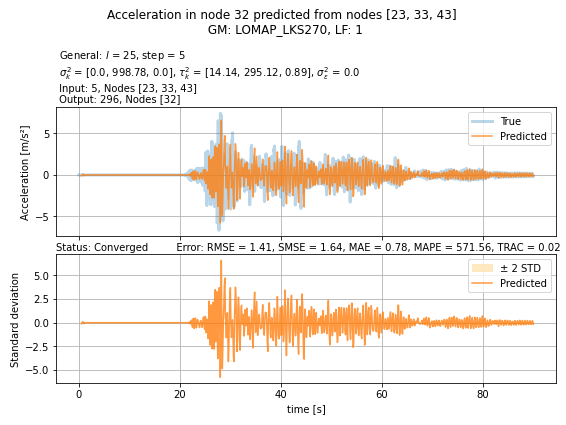 Acceleration in node 32 predicted from nodes [23, 33, 43]
GM: LOMAP_LKS270, LF: 1
General: l = 25, step = 5
σ²ₖ = [0.0, 998.78, 0.0], τ²ₖ = [14.14, 295.12, 0.89], σ²_ε = 0.0
Input: 5, Nodes [23, 33, 43]
Output: 296, Nodes [32]
Acceleration [m/s²]
5
0
−5
True
Predicted
Status: Converged Error: RMSE = 1.41, SMSE = 1.64, MAE = 0.78, MAPE = 571.56, TRAC = 0.02
Standard deviation
5.0
2.5
0.0
−2.5
−5.0
± 2 STD
Predicted
0 20 40 60 80
time [s]